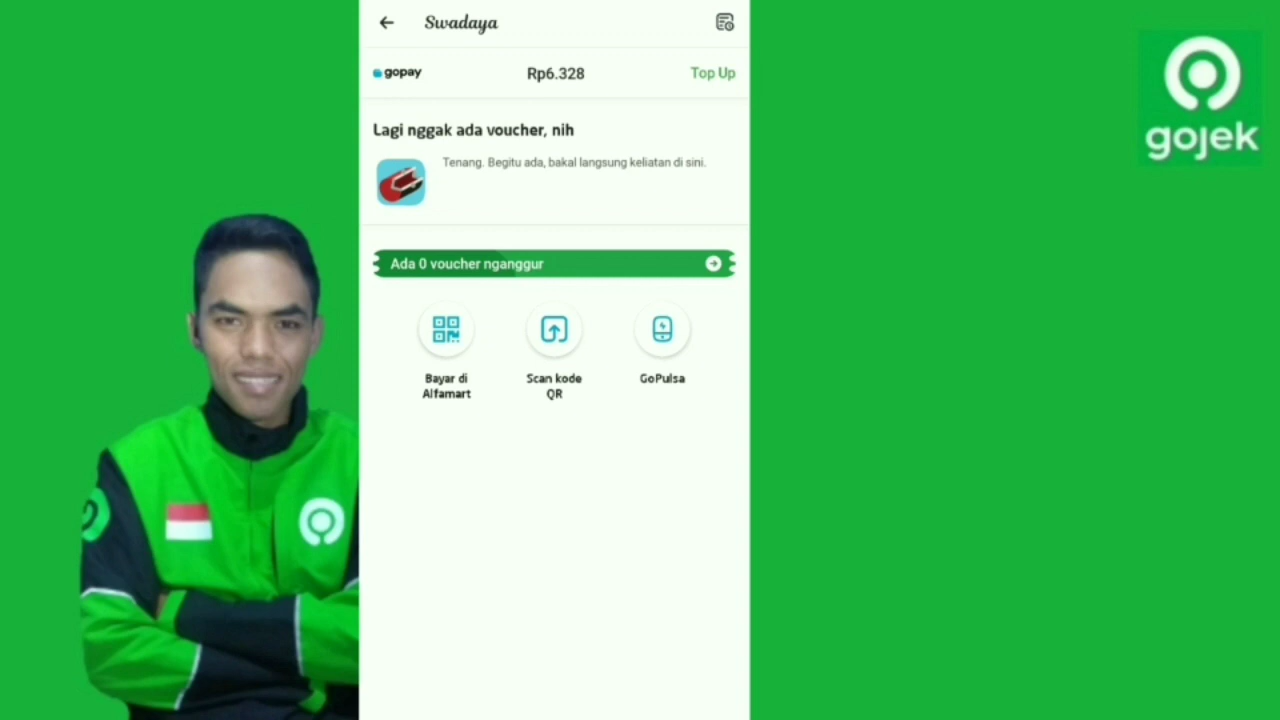 Swadaya
gopay Rp6.328 Top Up
Lagi nggak ada voucher, nih
Tenang. Begitu ada, bakal langsung keliatan di sini.
Ada 0 voucher nganggur
Bayar di
Alfamart
Scan kode
QR
GoPulsa
gojek